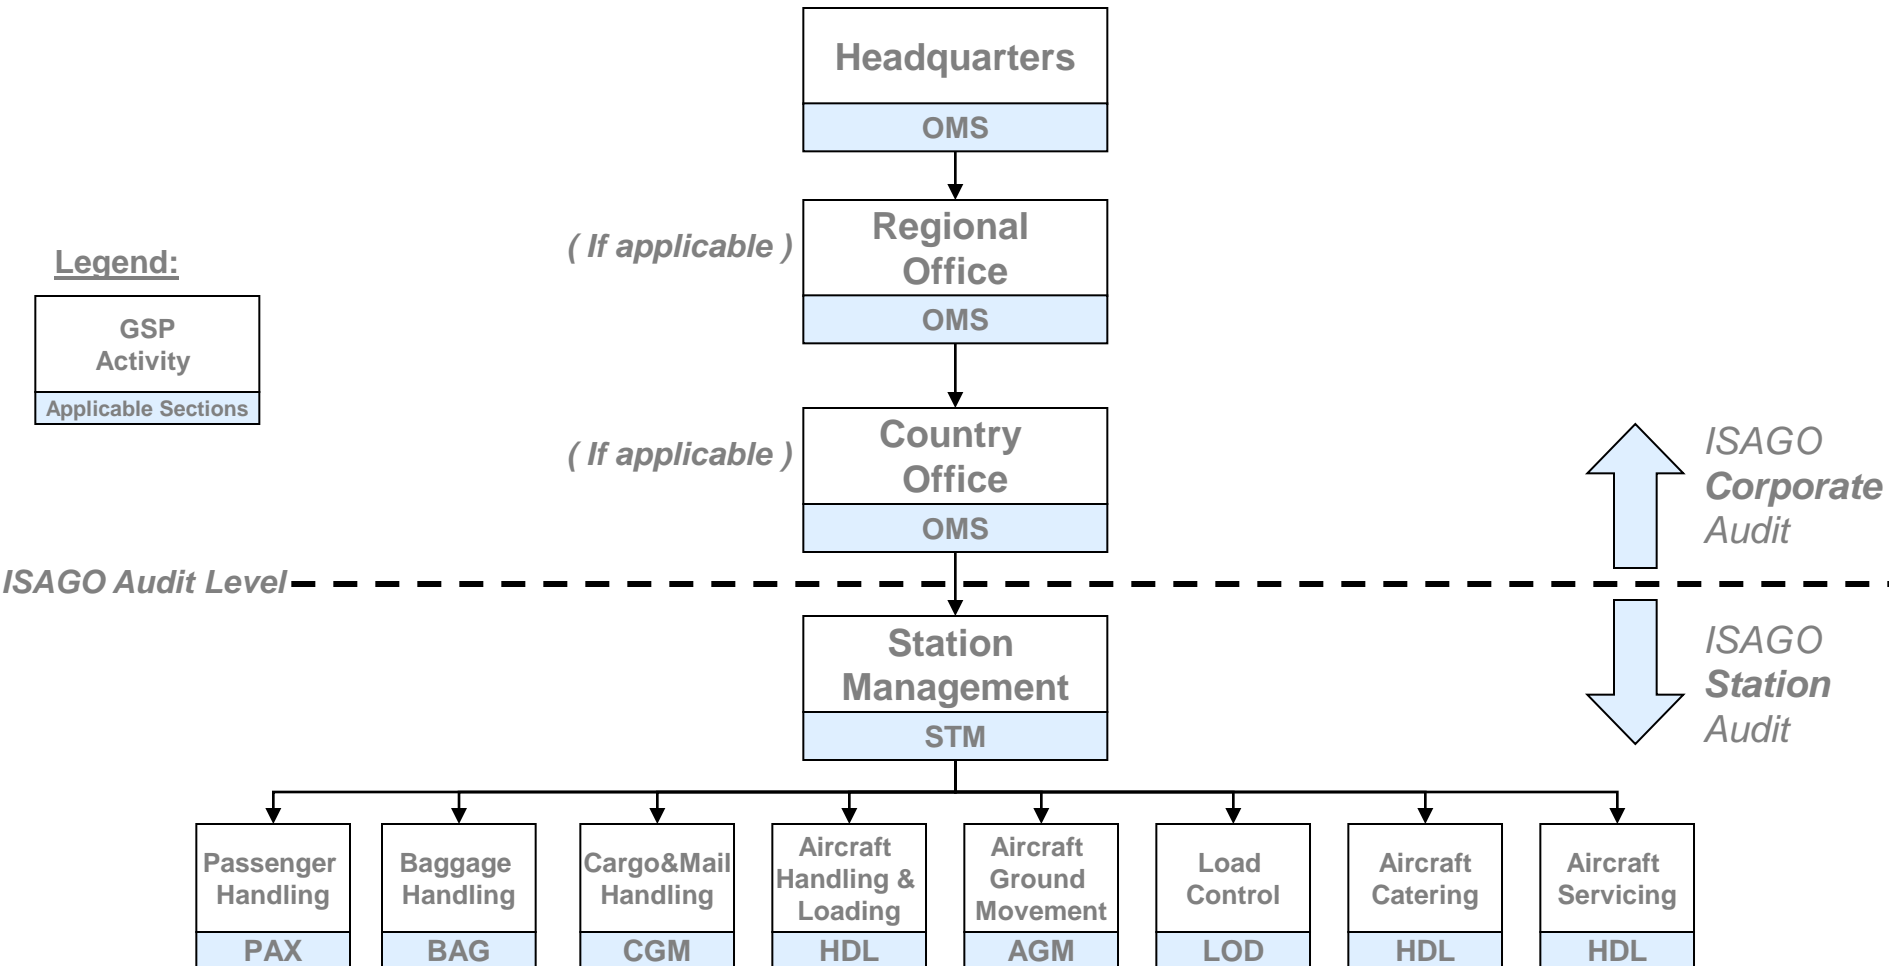 Headquarters
OMS
( If applicable )
Regional
Office
OMS
Legend:
GSP
Activity
Applicable Sections
( If applicable )
Country
Office
OMS
ISAGO
Corporate
Audit
ISAGO Audit Level
Station
Management
STM
ISAGO
Station
Audit
Passenger
Handling
PAX
Baggage
Handling
BAG
Cargo&Mail
Handling
CGM
Aircraft
Handling &
Loading
HDL
Aircraft
Ground
Movement
AGM
Load
Control
LOD
Aircraft
Catering
HDL
Aircraft
Servicing
HDL